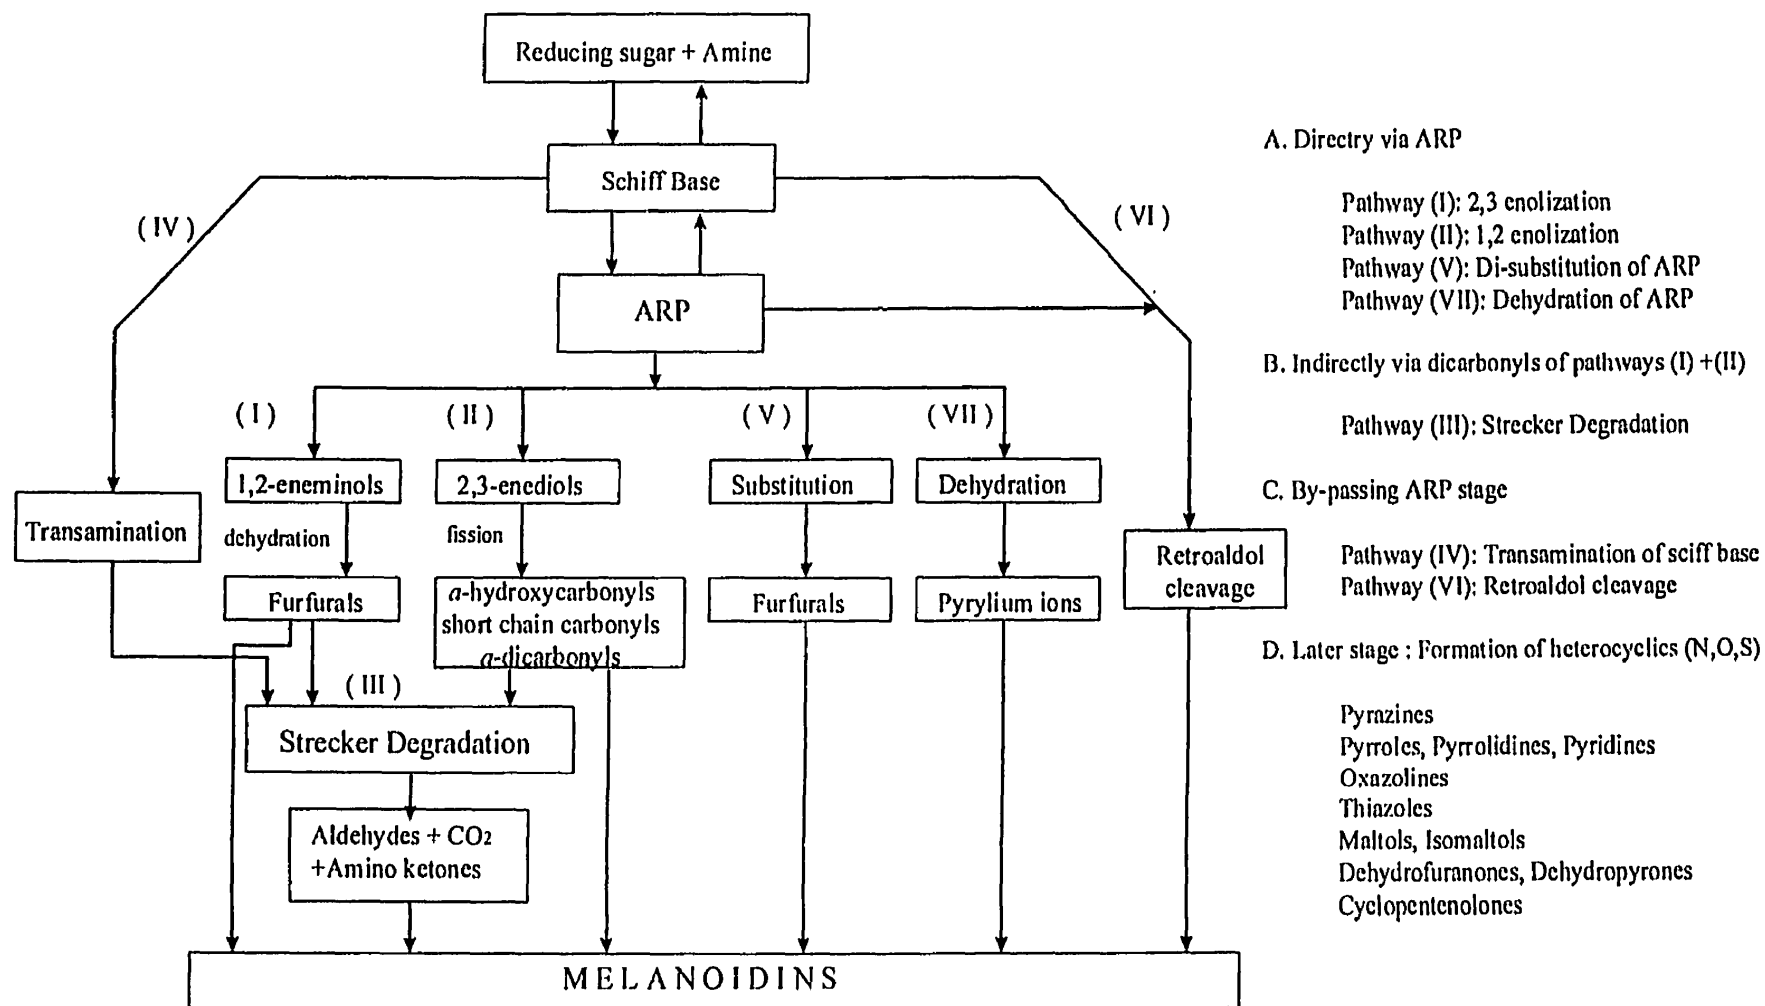 Reducing sugar + Amine
Schiff Base
( IV )
( VI )
ARP
( I )
( II )
( V )
( VII )
1,2-eneminols
2,3-enediols
Substitution
Dehydration
Transamination
dehydration
fission
Retroaldol
cleavage
Furfurals
a-hydroxycarbonyls
short chain carbonyls
a-dicarbonyls
Furfurals
Pyrylium ions
( III )
Strecker Degradation
Aldehydes + CO2
+Amino ketones
MELANOIDINS
A. Directry via ARP
Pathway (I): 2,3 enolization
Pathway (II): 1,2 enolization
Pathway (V): Di-substitution of ARP
Pathway (VII): Dehydration of ARP
B. Indirectly via dicarbonyls of pathways (I) +(II)
Pathway (III): Strecker Degradation
C. By-passing ARP stage
Pathway (IV): Transamination of sciff base
Pathway (VI): Retroaldol cleavage
D. Later stage : Formation of heterocyclics (N,O,S)
Pyrazines
Pyrroles, Pyrrolidines, Pyridines
Oxazolines
Thiazoles
Maltols, Isomaltols
Dehydrofuranones, Dehydropyrones
Cyclopentenolones